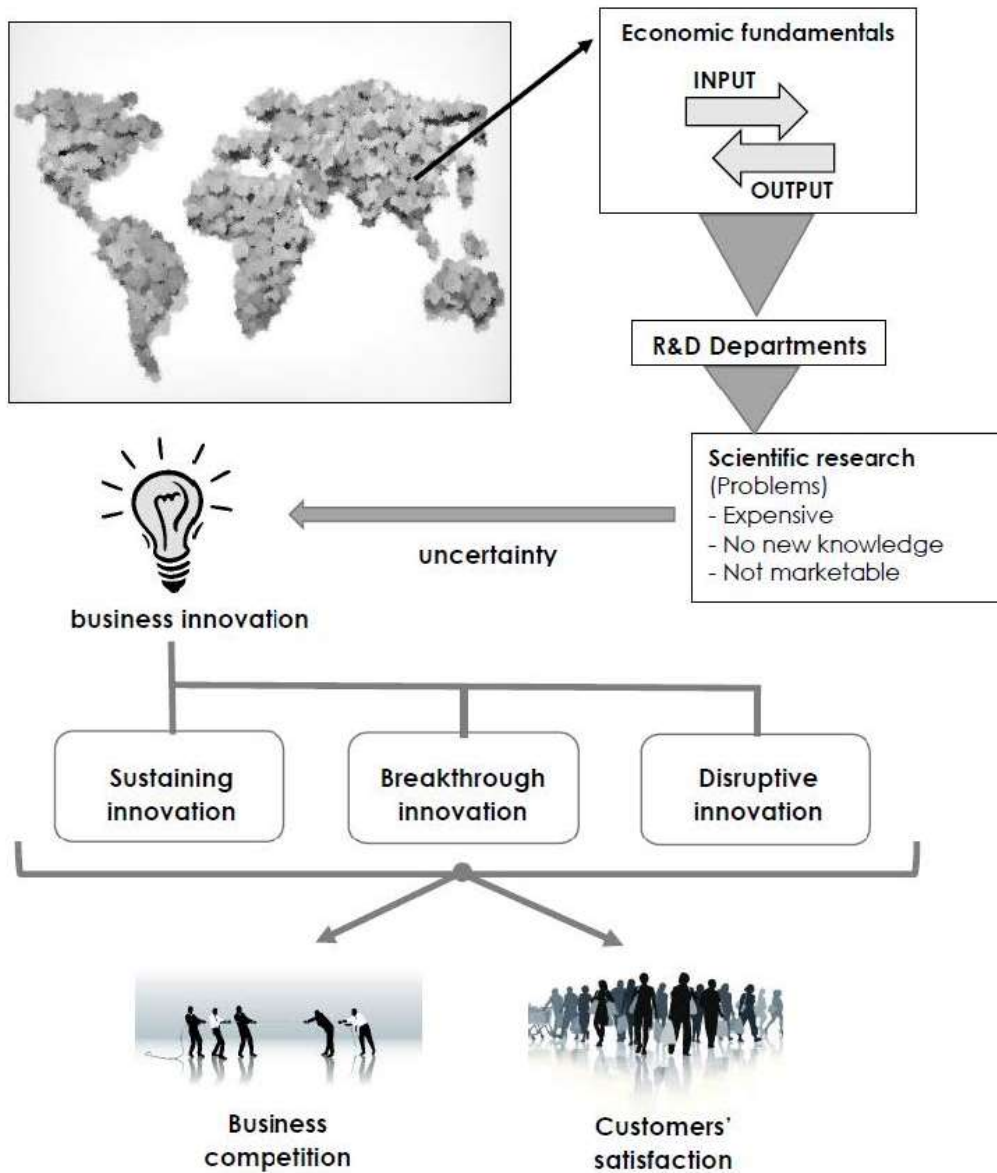 Economic fundamentals
INPUT
OUTPUT
R&D Departments
Scientific research
(Problems)
- Expensive
- No new knowledge
- Not marketable
uncertainty
business innovation
Sustaining
innovation
Breakthrough
innovation
Disruptive
innovation
Business
competition
Customers'
satisfaction